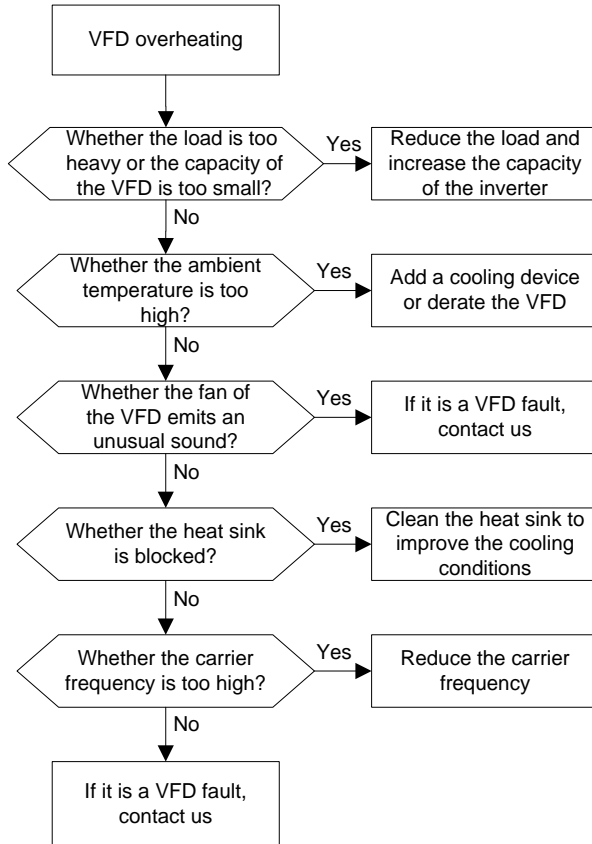 VFD overheating
Whether the load is too
heavy or the capacity of
the VFD is too small?
Yes
Reduce the load and
increase the capacity
of the inverter
No
Whether the ambient
temperature is too
high?
Yes
Add a cooling device
or derate the VFD
No
Whether the fan of
the VFD emits an
unusual sound?
Yes
If it is a VFD fault,
contact us
No
Whether the heat sink
is blocked?
Yes
Clean the heat sink to
improve the cooling
conditions
No
Whether the carrier
frequency is too high?
Yes
Reduce the carrier
frequency
No
If it is a VFD fault,
contact us